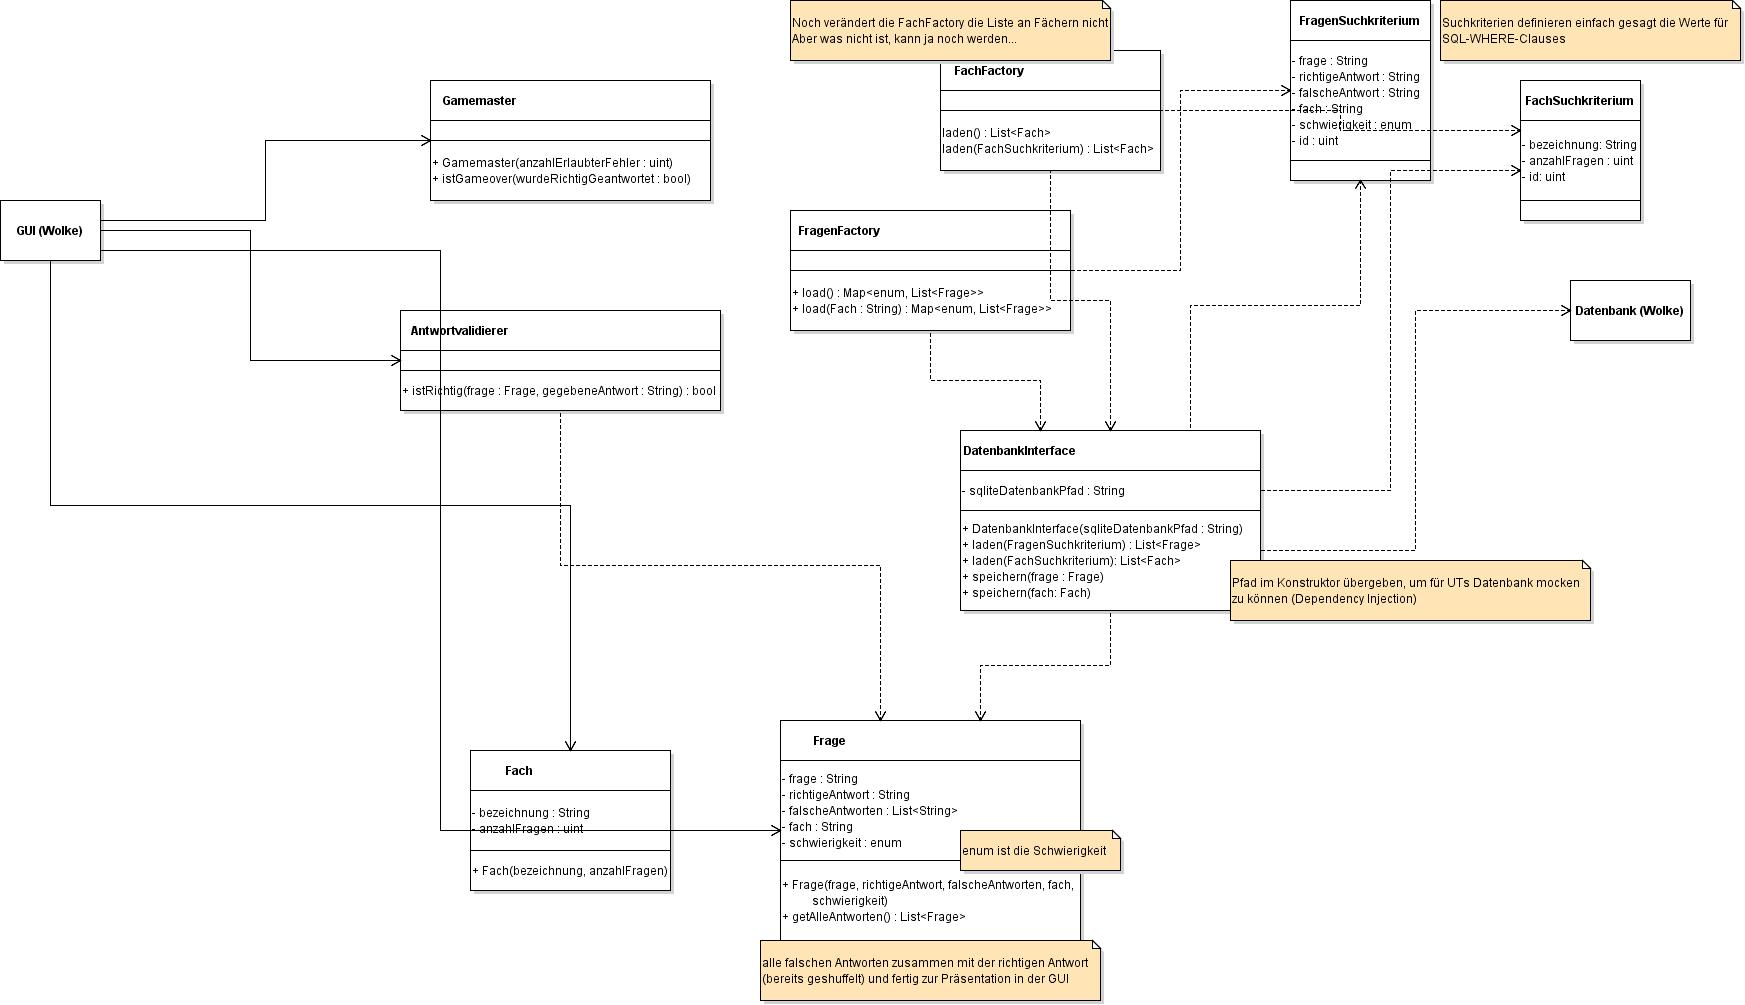 Noch verändert die FachFactory die Liste an Fächern nicht
Aber was nicht ist, kann ja noch werden...
FachFactory
laden() : List<Fach>
laden(FachSuchkriterium) : List<Fach>
FragenSuchkriterium
- frage : String
- richtigeAntwort : String
- falscheAntwort : String
- fach : String
- schwierigkeit : enum
- id : uint
Suchkriterien definieren einfach gesagt die Werte für
SQL-WHERE-Clauses
FachSuchkriterium
- bezeichnung: String
- anzahlFragen : uint
- id: uint
Gamemaster
+ Gamemaster(anzahlErlaubterFehler : uint)
+ istGameover(wurdeRichtigGeantwortet : bool)
GUI (Wolke)
FragenFactory
+ load() : Map<enum, List<Frage>>
+ load(Fach : String) : Map<enum, List<Frage>>
Datenbank (Wolke)
Antwortvalidierer
+ istRichtig(frage : Frage, gegebeneAntwort : String) : bool
DatenbankInterface
- sqliteDatenbankPfad : String
+ DatenbankInterface(sqliteDatenbankPfad : String)
+ laden(FragenSuchkriterium) : List<Frage>
+ laden(FachSuchkriterium): List<Fach>
+ speichern(frage : Frage)
+ speichern(fach: Fach)
Pfad im Konstruktor übergeben, um für UTs Datenbank mocken
zu können (Dependency Injection)
Fach
- bezeichnung : String
- anzahlFragen : uint
+ Fach(bezeichnung, anzahlFragen)
Frage
- frage : String
- richtigeAntwort : String
- falscheAntworten : List<String>
- fach : String
- schwierigkeit : enum
enum ist die Schwierigkeit
+ Frage(frage, richtigeAntwort, falscheAntworten, fach,
schwierigkeit)
+ getAlleAntworten() : List<Frage>
alle falschen Antworten zusammen mit der richtigen Antwort
(bereits geshuffelt) und fertig zur Präsentation in der GUI